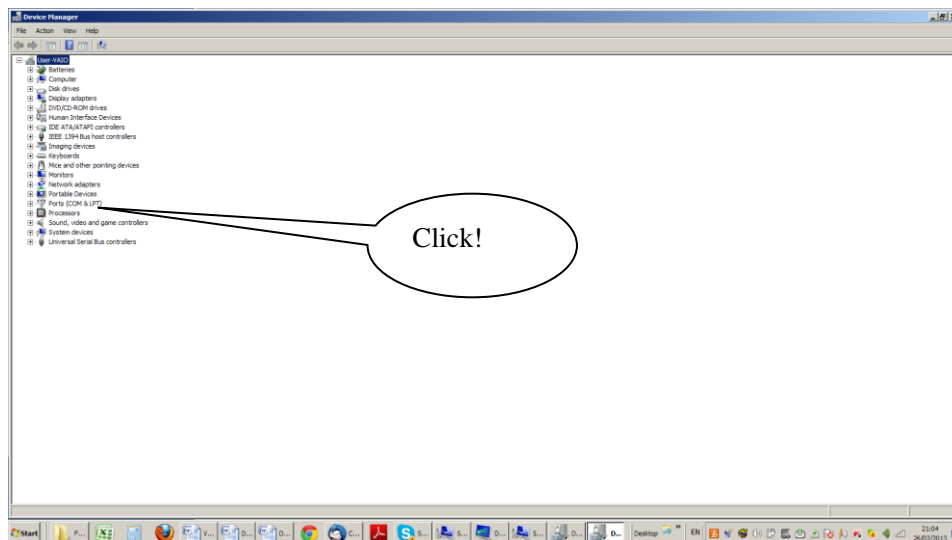 Device Manager
File Action View Help
User-VAIO
Batteries
Computer
Disk drives
Display adapters
DVD/CD-ROM drives
Human Interface Devices
IDE ATA/ATAPI controllers
IEEE 1394 Bus host controllers
Imaging devices
Keyboards
Mice and other pointing devices
Monitors
Network adapters
Portable Devices
Ports (COM & LPT)
Processors
Sound, video and game controllers
System devices
Universal Serial Bus controllers
Click!
Start F... V... D... D... C... S... S... D... S... D... D... Desktop » EN 21:04
26/02/2013